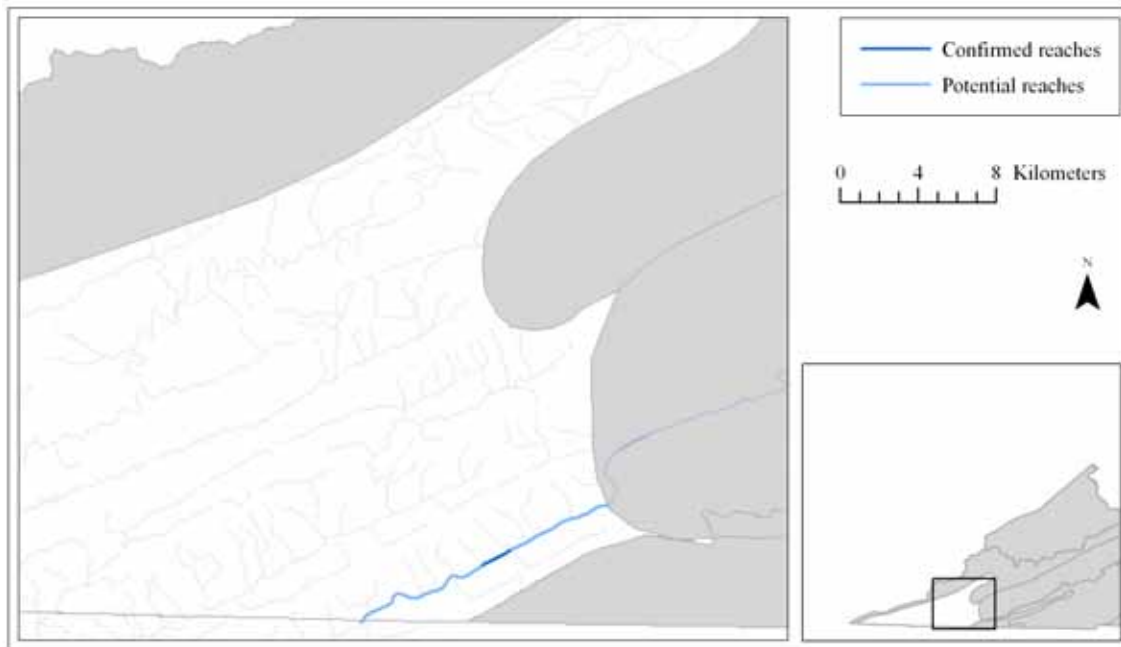 Confirmed reaches
Potential reaches
0 4 8 Kilometers
N